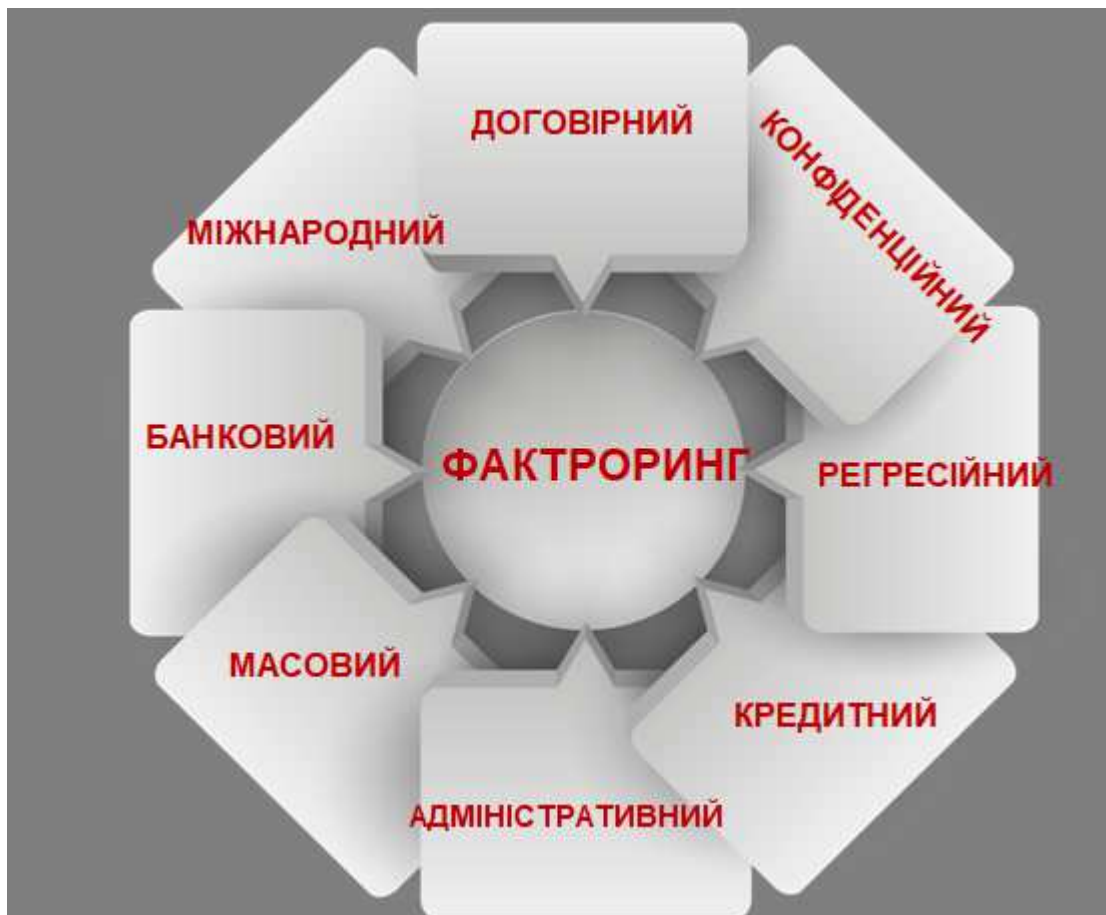 ДОГОВІРНИЙ
КОНФІДЕНЦІЙНИЙ
МІЖНАРОДНИЙ
БАНКОВИЙ
ФАКТРОРИНГ
РЕГРЕСІЙНИЙ
МАСОВИЙ
КРЕДИТНИЙ
АДМІНІСТРАТИВНИЙ